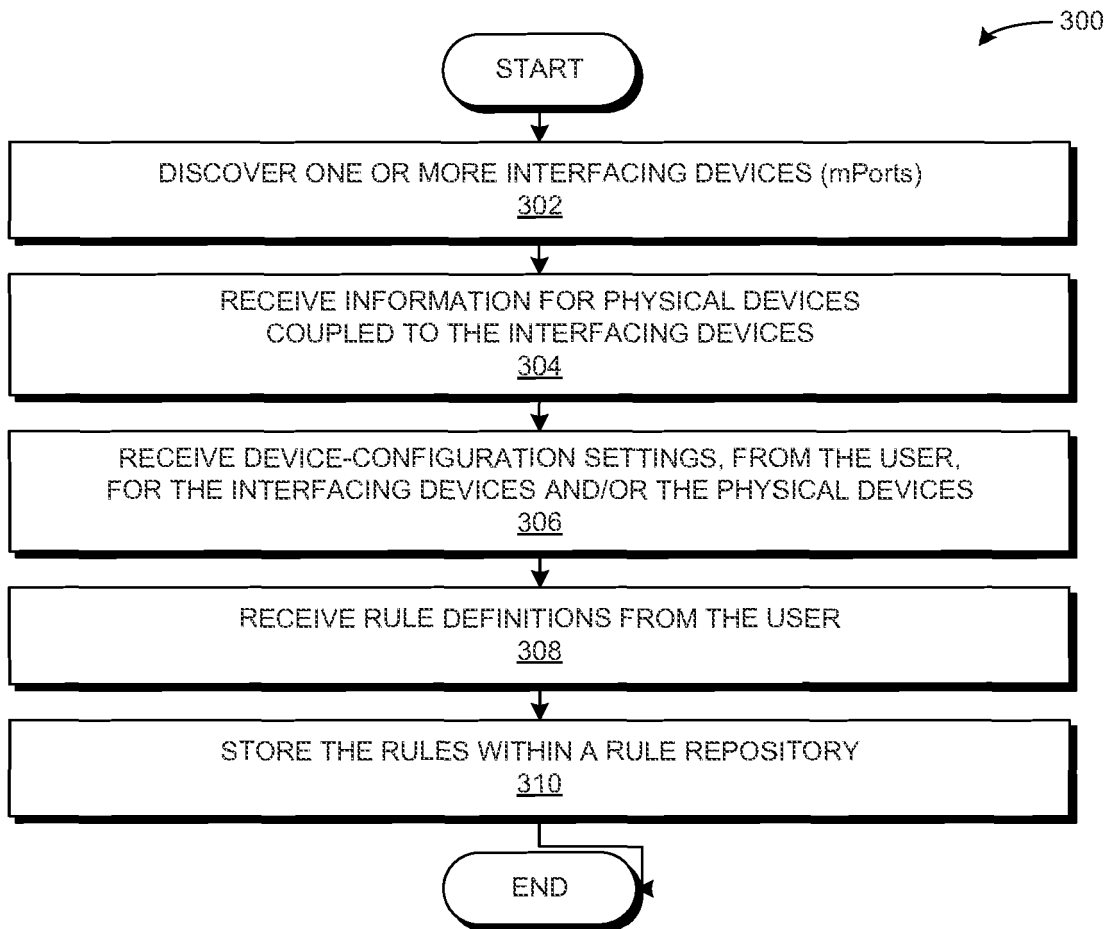 300
START
DISCOVER ONE OR MORE INTERFACING DEVICES (mPorts)
302
RECEIVE INFORMATION FOR PHYSICAL DEVICES
COUPLED TO THE INTERFACING DEVICES
304
RECEIVE DEVICE-CONFIGURATION SETTINGS, FROM THE USER,
FOR THE INTERFACING DEVICES AND/OR THE PHYSICAL DEVICES
306
RECEIVE RULE DEFINITIONS FROM THE USER
308
STORE THE RULES WITHIN A RULE REPOSITORY
310
END